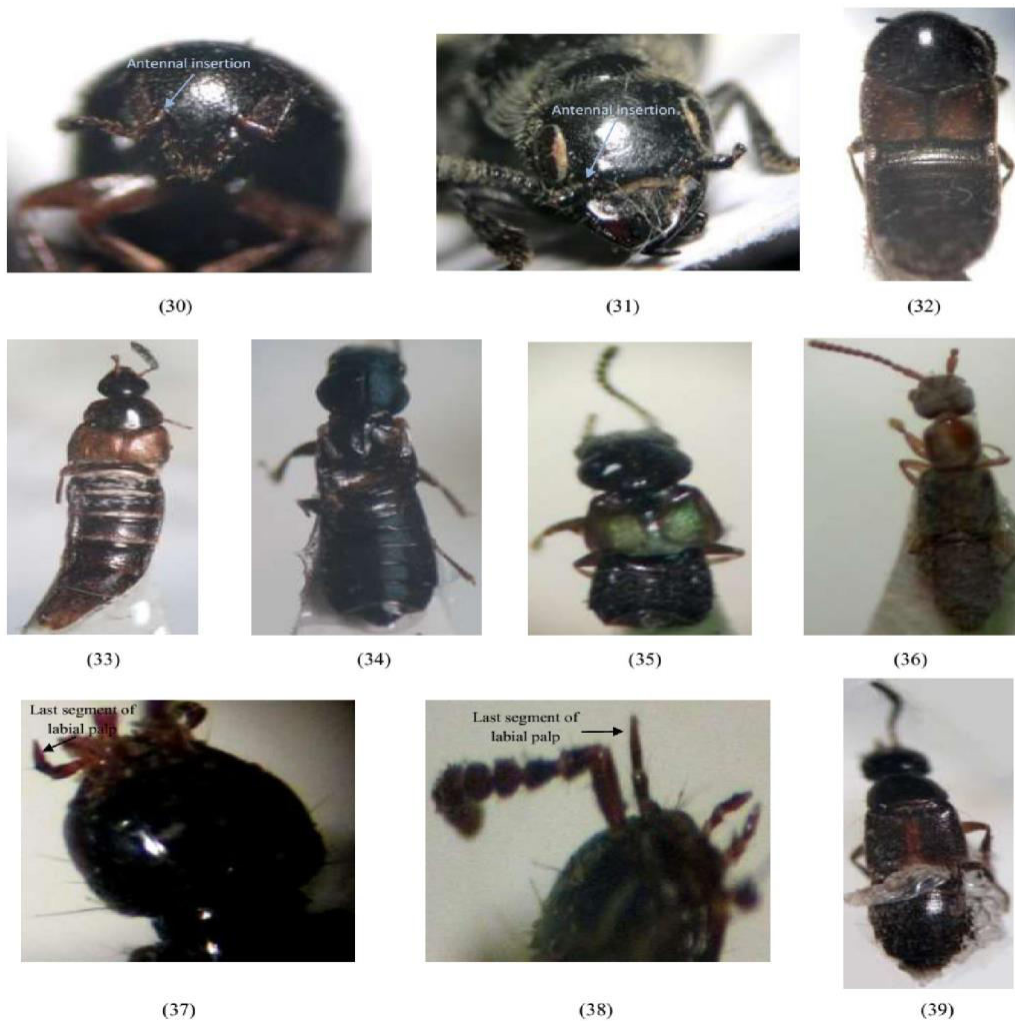 Antennal insertion
Antennal insertion
(30)
(31)
(32)
(33)
(34)
(35)
(36)
Last segment of
labial palp
Last segment of
labial palp
(37)
(38)
(39)